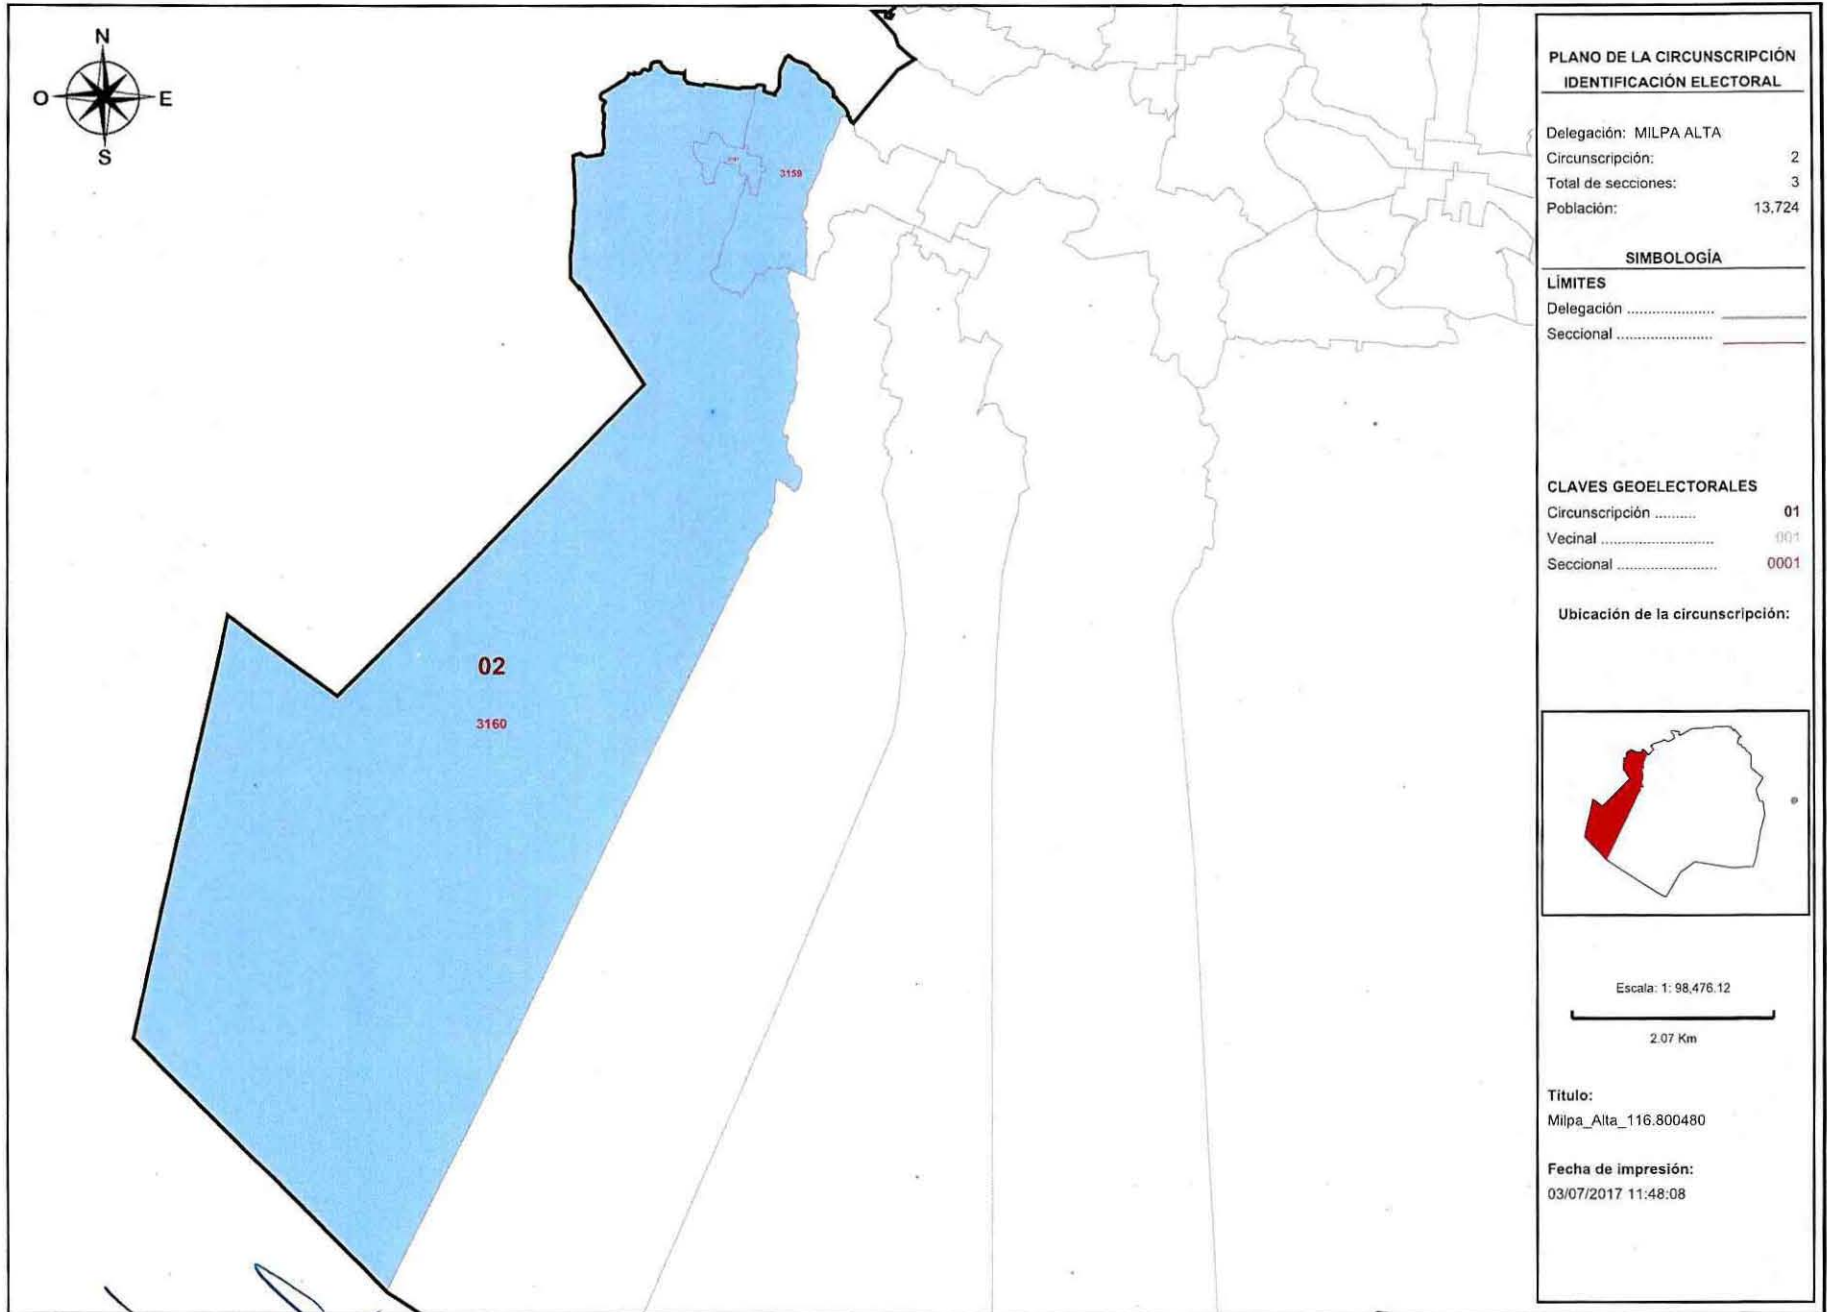 N
O
E
S
3159
02
3160
PLANO DE LA CIRCUNSCRIPCIÓN
IDENTIFICACIÓN ELECTORAL
Delegación: MILPA ALTA
Circunscripción: 2
Total de secciones: 3
Población: 13,724
SIMBOLOGÍA
LÍMITES
Delegación .....................
Seccional .......................
CLAVES GEOELECTORALES
Circunscripción .......... 01
Vecinal ........................... 001
Seccional ........................ 0001
Ubicación de la circunscripción:
Escala: 1: 98,476.12
2.07 Km
Título:
Milpa_Alta_116.800480
Fecha de impresión:
03/07/2017 11:48:08